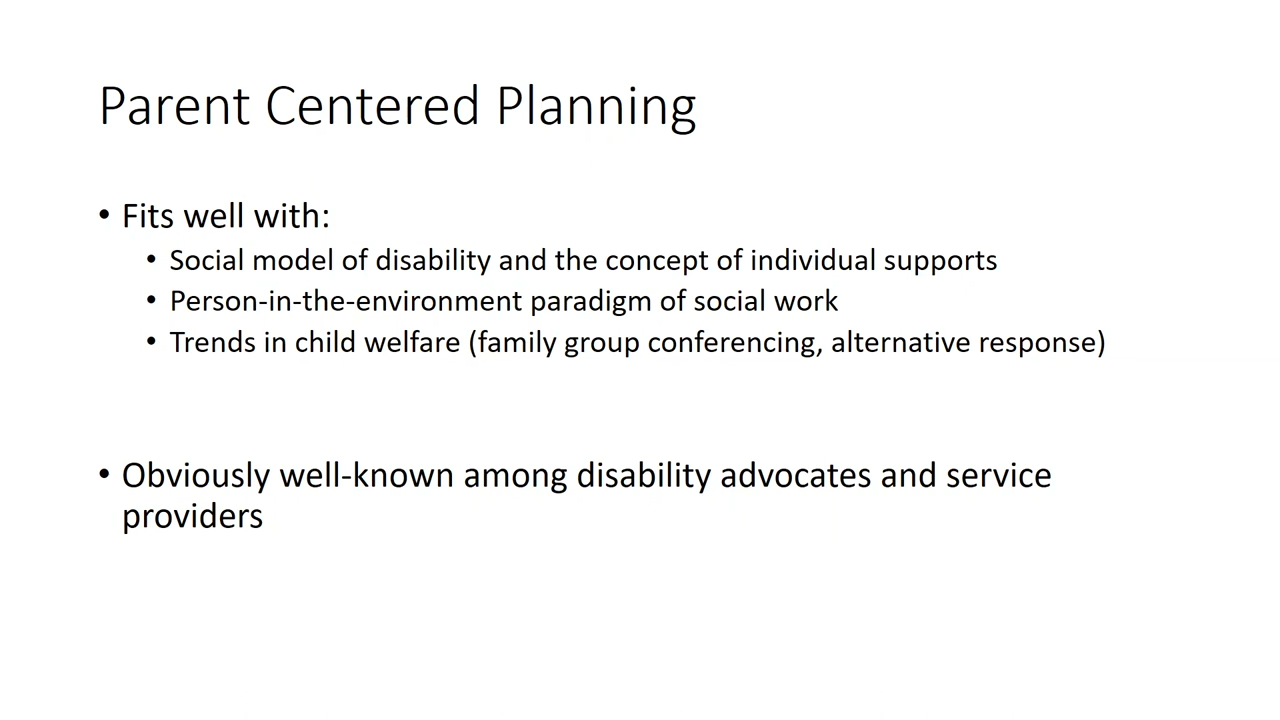 Parent Centered Planning
• Fits well with:
• Social model of disability and the concept of individual supports
• Person-in-the-environment paradigm of social work
• Trends in child welfare (family group conferencing, alternative response)
• Obviously well-known among disability advocates and service
providers